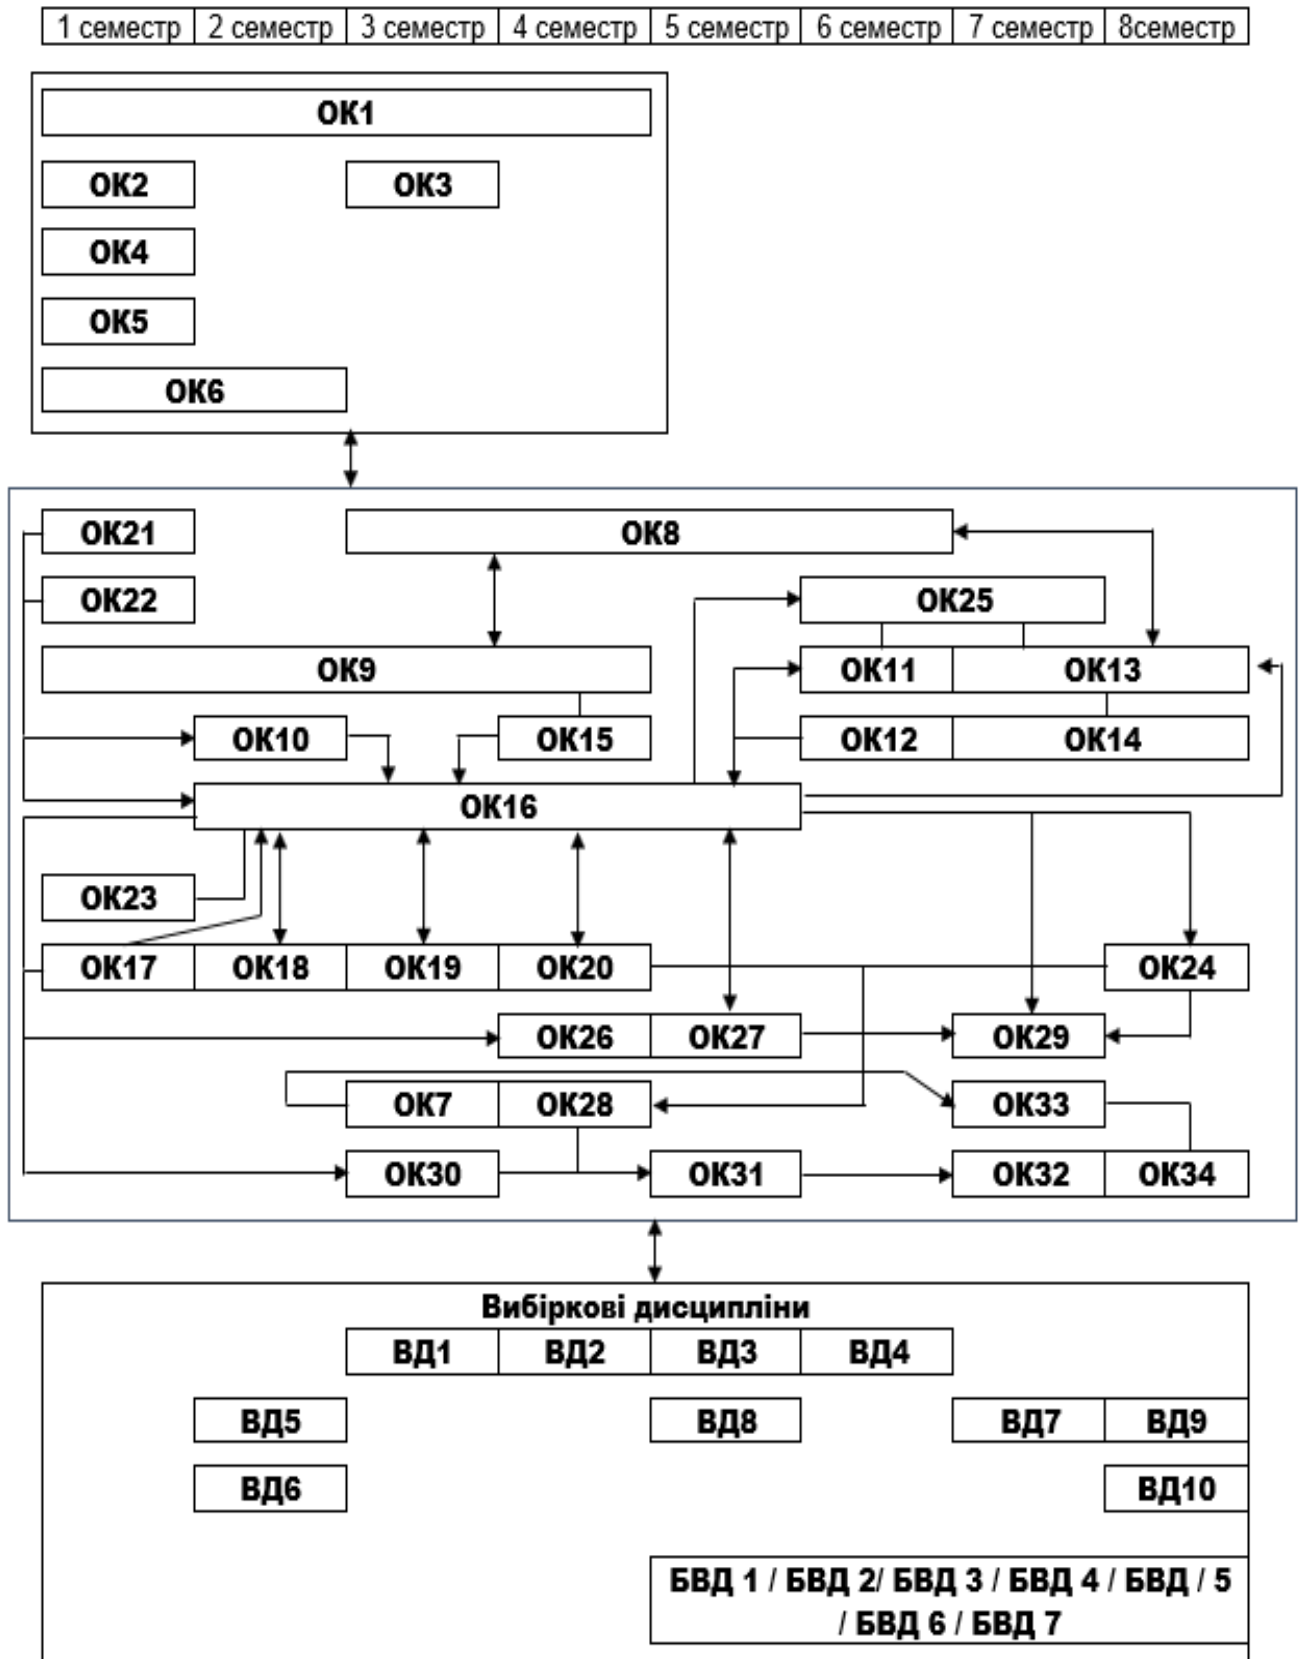 1 семестр 2 семестр 3 семестр 4 семестр 5 семестр 6 семестр 7 семестр 8семестр
ОК1
ОК2 ОК3
ОК4
ОК5
ОК6
ОК21 ОК8
ОК22 ОК25
ОК9 ОК11 ОК13
ОК10 ОК15 ОК12 ОК14
ОК16
ОК23
ОК17 ОК18 ОК19 ОК20 ОК24
ОК26 ОК27 ОК29
ОК7 ОК28 ОК33
ОК30 ОК31 ОК32 ОК34
Вибіркові дисципліни
ВД1 ВД2 ВД3 ВД4
ВД5 ВД8 ВД7 ВД9
ВД6 ВД10
БВД 1 / БВД 2/ БВД 3 / БВД 4 / БВД / 5
/ БВД 6 / БВД 7